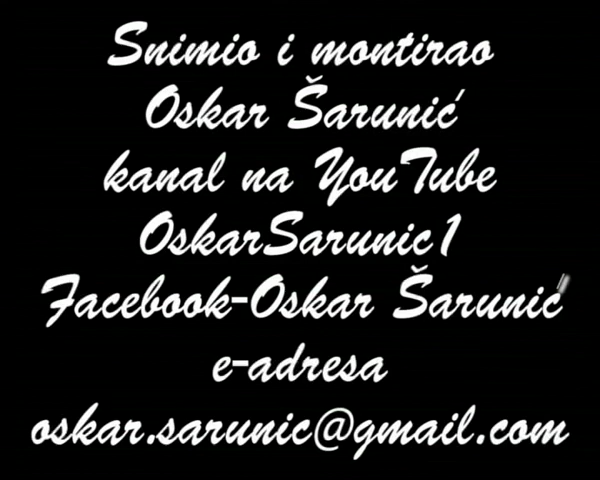 Snimio i montirao
Oskar Šarunić
kanal na YouTube
OskarSarunic1
Facebook-Oskar Šarunić
e-adresa
oskar.sarunic@gmail.com